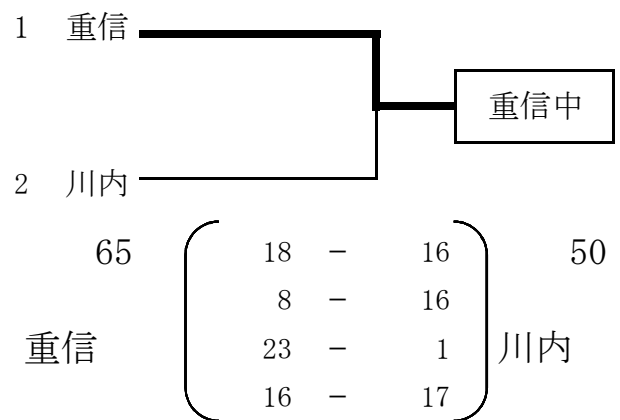 1 重信
重信中
2 川内
65 18 － 16 50
8 － 16
重信 23 － 1 川内
16 － 17